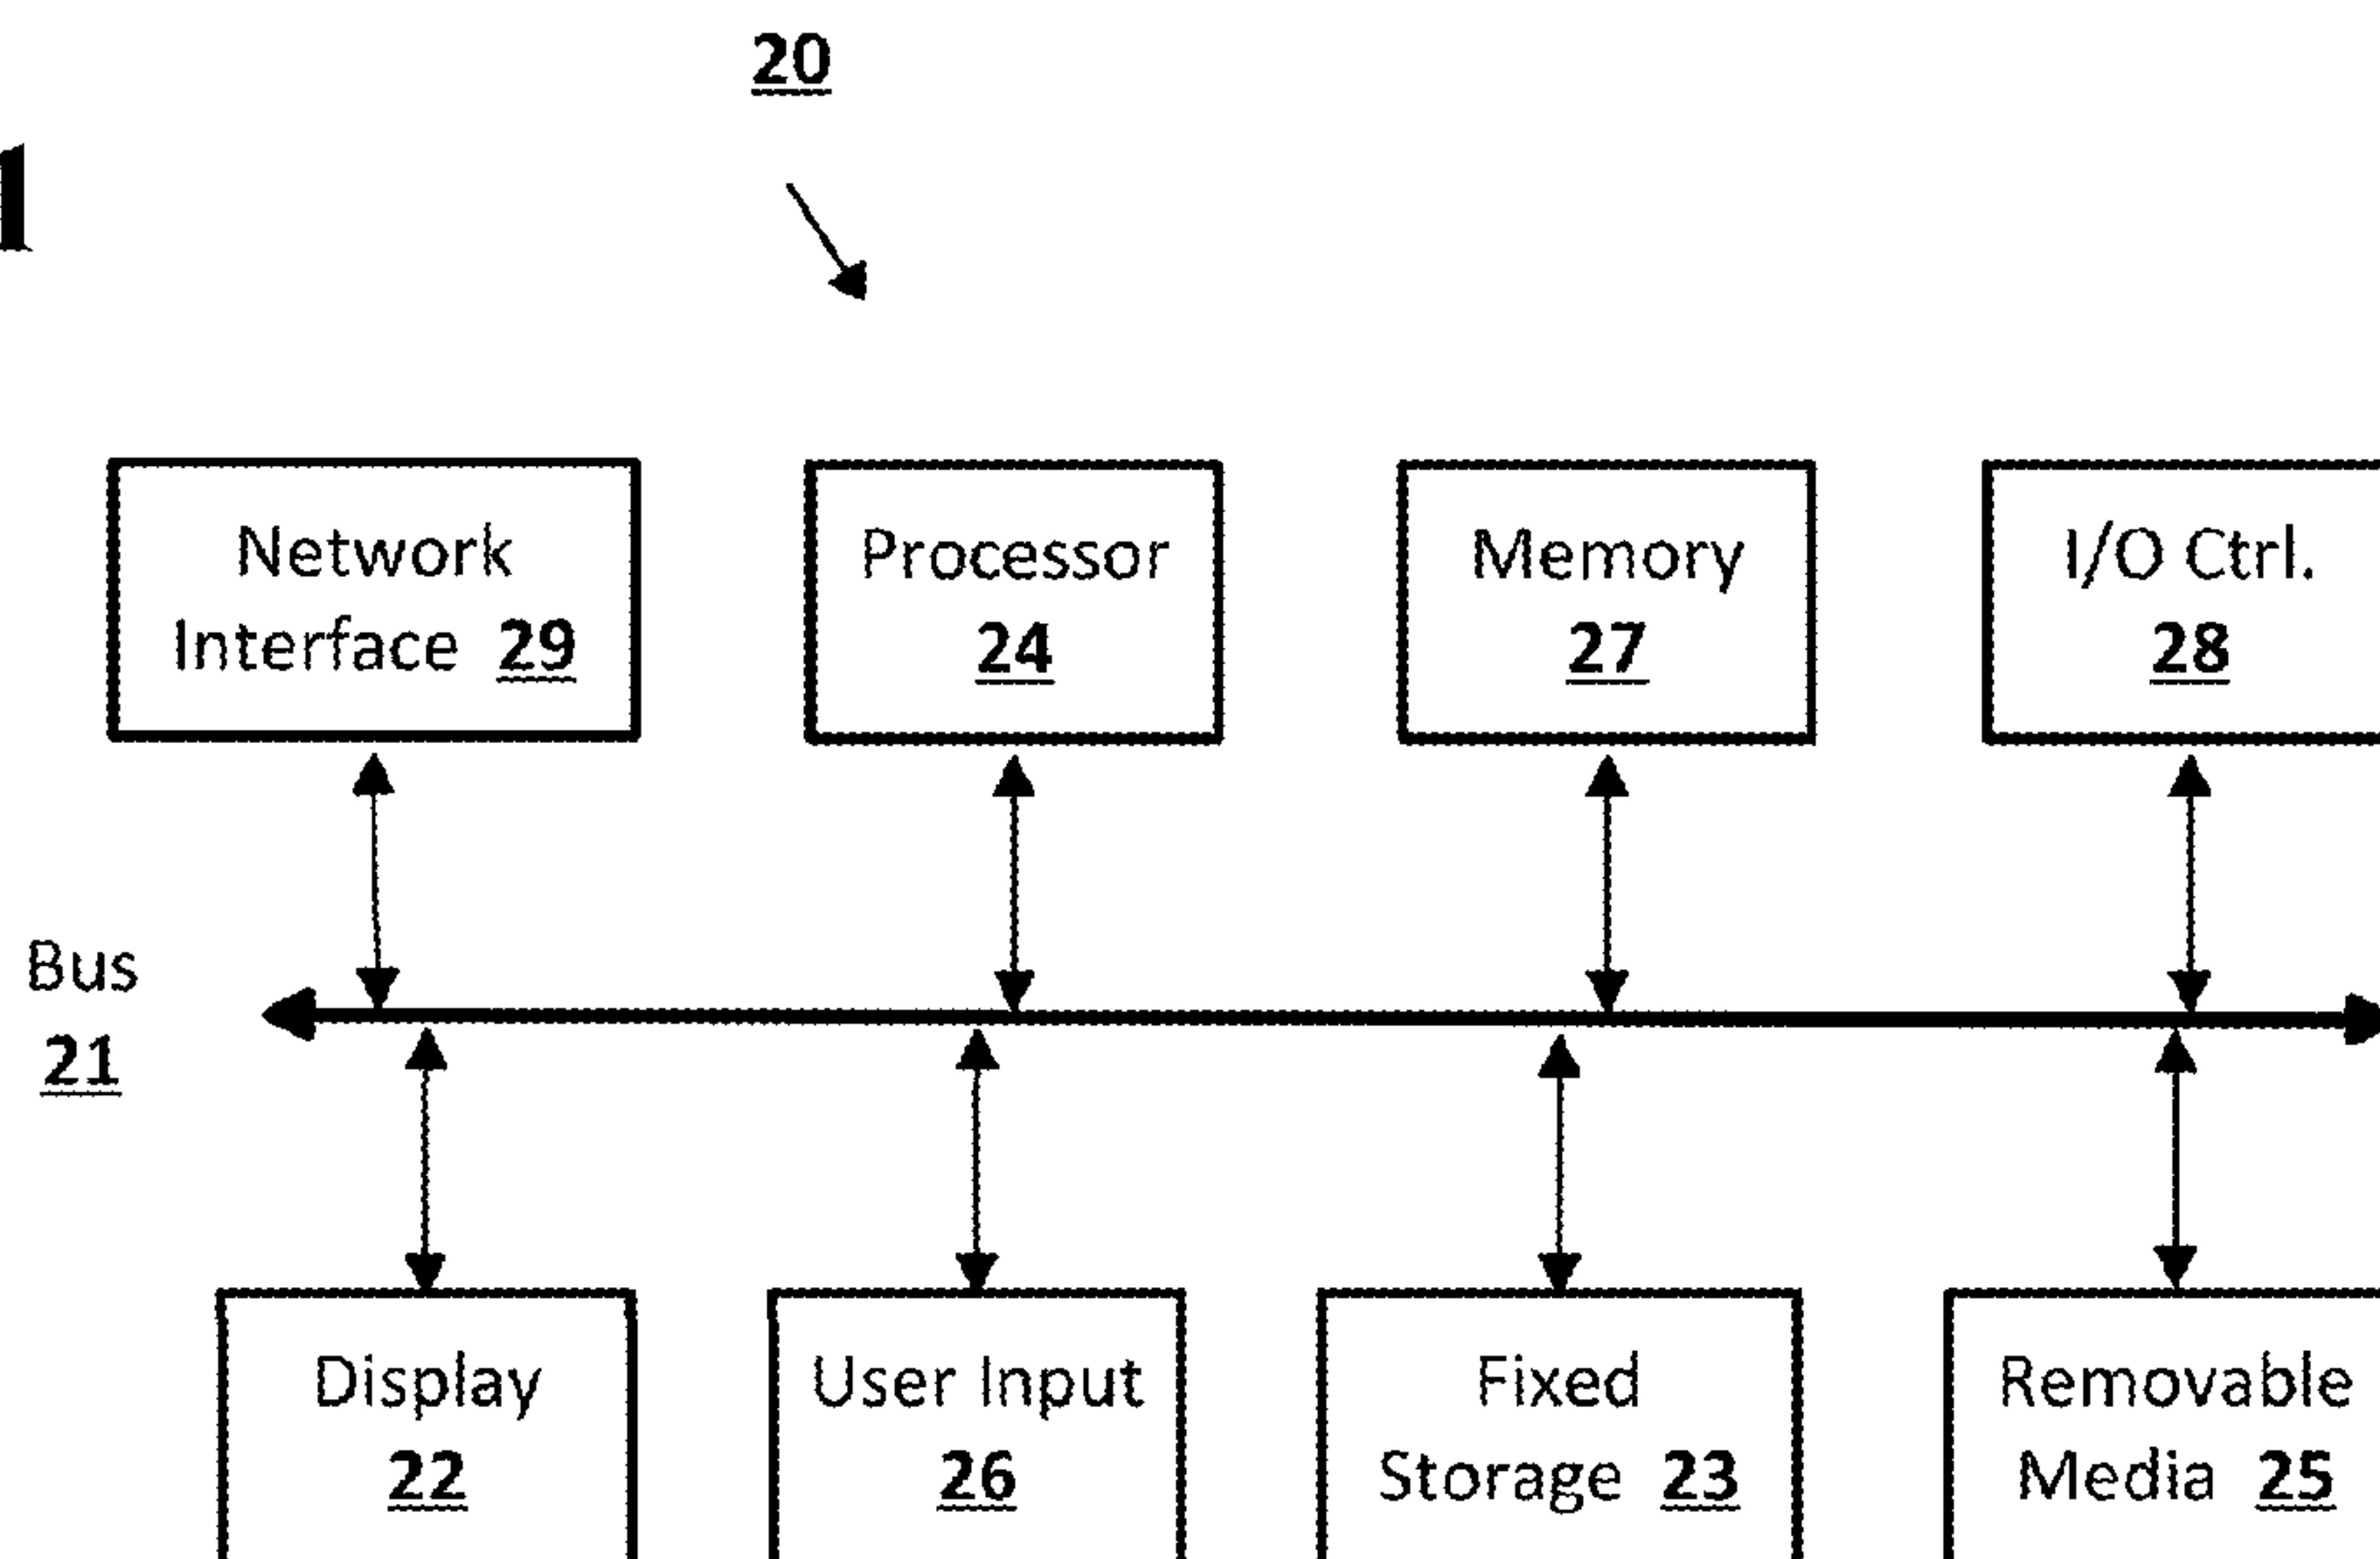 20
1
Network
Interface 29
Processor
24
Memory
27
I/O Ctrl.
28
Bus
21
Display
22
User Input
26
Fixed
Storage 23
Removable
Media 25